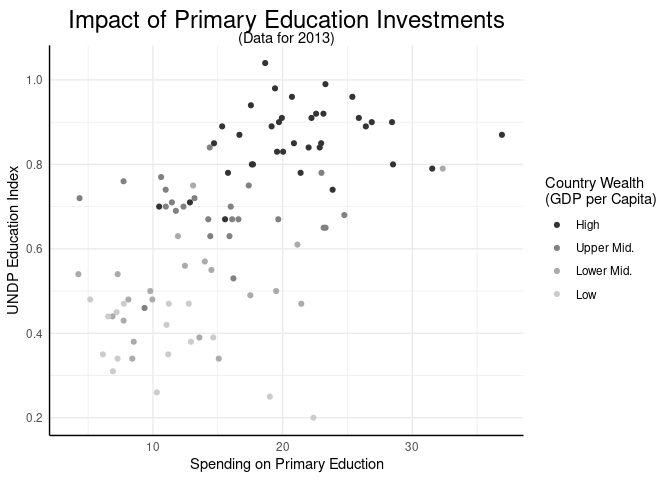 Impact of Primary Education Investments
(Data for 2013)
1.0
0.8
0.6
0.4
0.2
UNDP Education Index
10
20
30
Spending on Primary Eduction
Country Wealth
(GDP per Capita)
High
Upper Mid.
Lower Mid.
Low